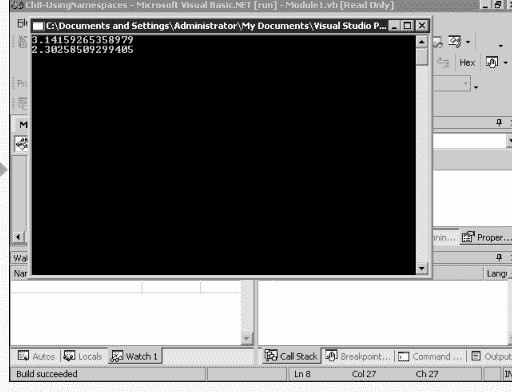 Ch8-UsingNamespaces - Microsoft Visual Basic.NET [run] - Module1.vb [Read Only]
C:\Documents and Settings\Administrator\My Documents\Visual Studio P...
3.14159265358979
2.30258509299405
Hex
Proper...
Lang
Autos
Locals
Watch 1
Call Stack
Breakpoint...
Command ...
Output
Build succeeded
Ln 8
Col 27
Ch 27